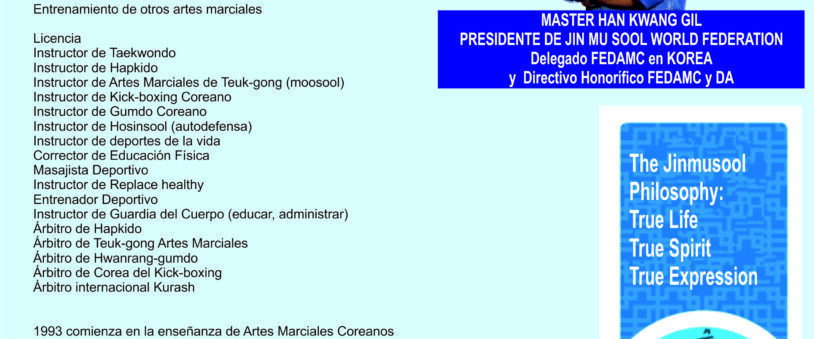 Entrenamiento de otros artes marciales
Licencia
Instructor de Taekwondo
Instructor de Hapkido
Instructor de Artes Marciales de Teuk-gong (moosool)
Instructor de Kick-boxing Coreano
Instructor de Gumdo Coreano
Instructor de Hosinsool (autodefensa)
Instructor de deportes de la vida
Corrector de Educación Física
Masajista Deportivo
Instructor de Replace healthy
Entrenador Deportivo
Instructor de Guardia del Cuerpo (educar, administrar)
Árbitro de Hapkido
Árbitro de Teuk-gong Artes Marciales
Árbitro de Hwanrang-gumdo
Árbitro de Corea del Kick-boxing
Árbitro internacional Kurash
1993 comienza en la enseñanza de Artes Marciales Coreanos
MASTER HAN KWANG GIL
PRESIDENTE DE JIN MU SOOL WORLD FEDERATION
Delegado FEDAMC en KOREA
y Directivo Honorífico FEDAMC y DA
The Jinmusool
Philosophy:
True Life
True Spirit
True Expression